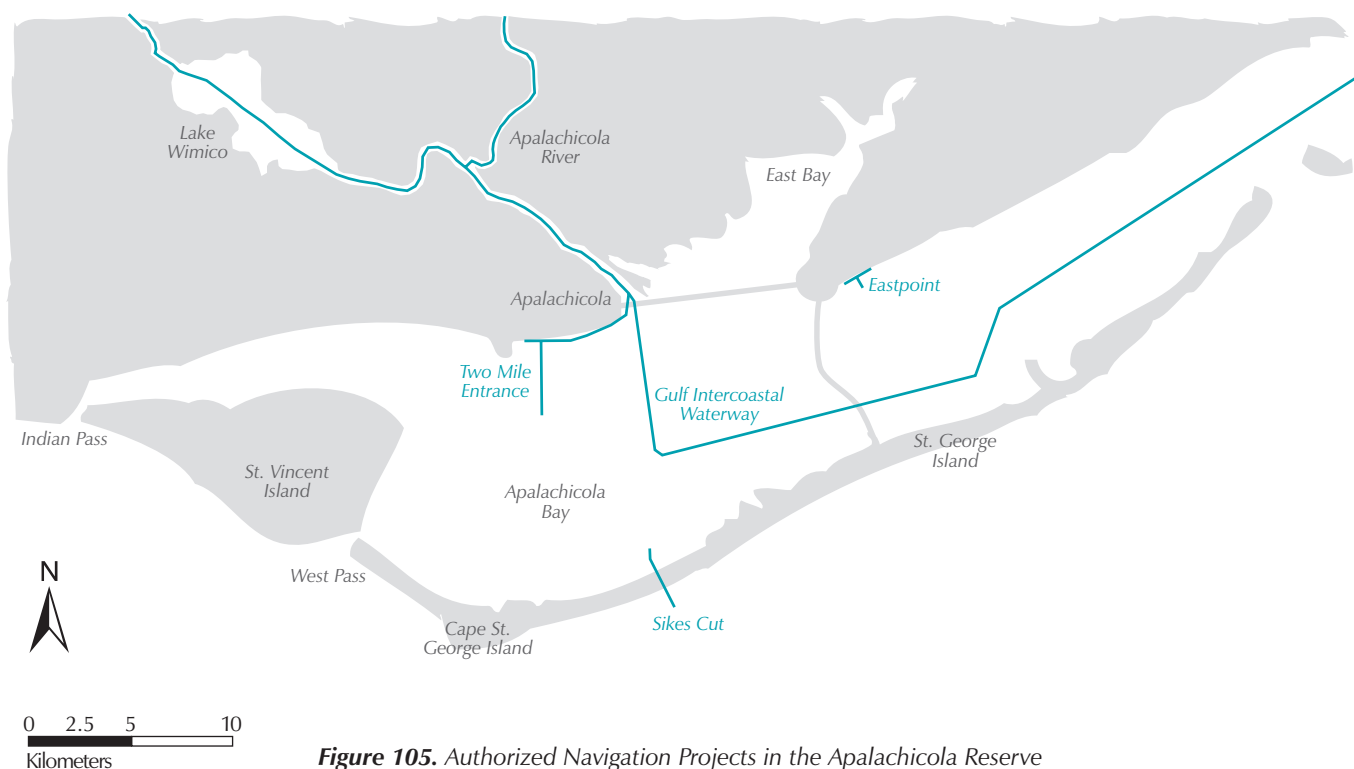 Lake
Wimico
Apalachicola
River
East Bay
Eastpoint
Apalachicola
Two Mile
Entrance
Gulf Intercoastal
Waterway
Indian Pass
St. Vincent
Island
St. George
Island
Apalachicola
Bay
West Pass
N
Cape St.
George Island
Sikes Cut
0 2.5 5 10
Kilometers
Figure 105. Authorized Navigation Projects in the Apalachicola Reserve